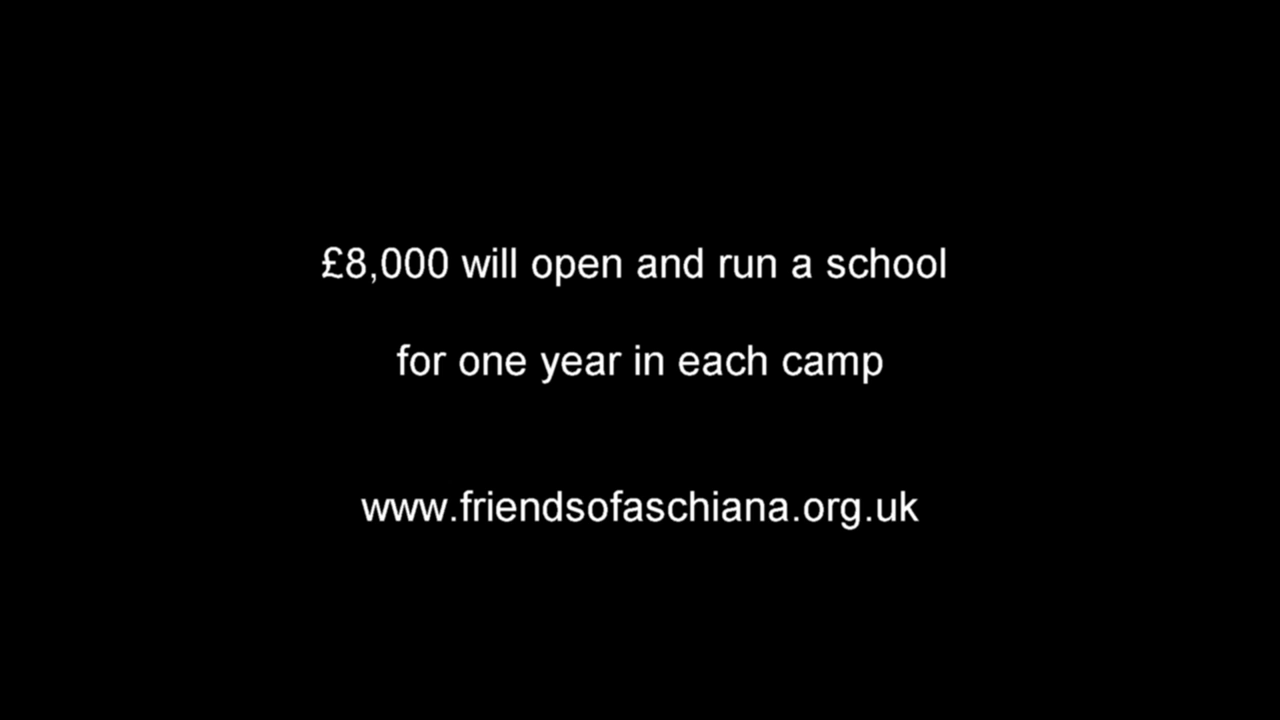 £8,000 will open and run a school
for one year in each camp
www.friendsofaschiana.org.uk